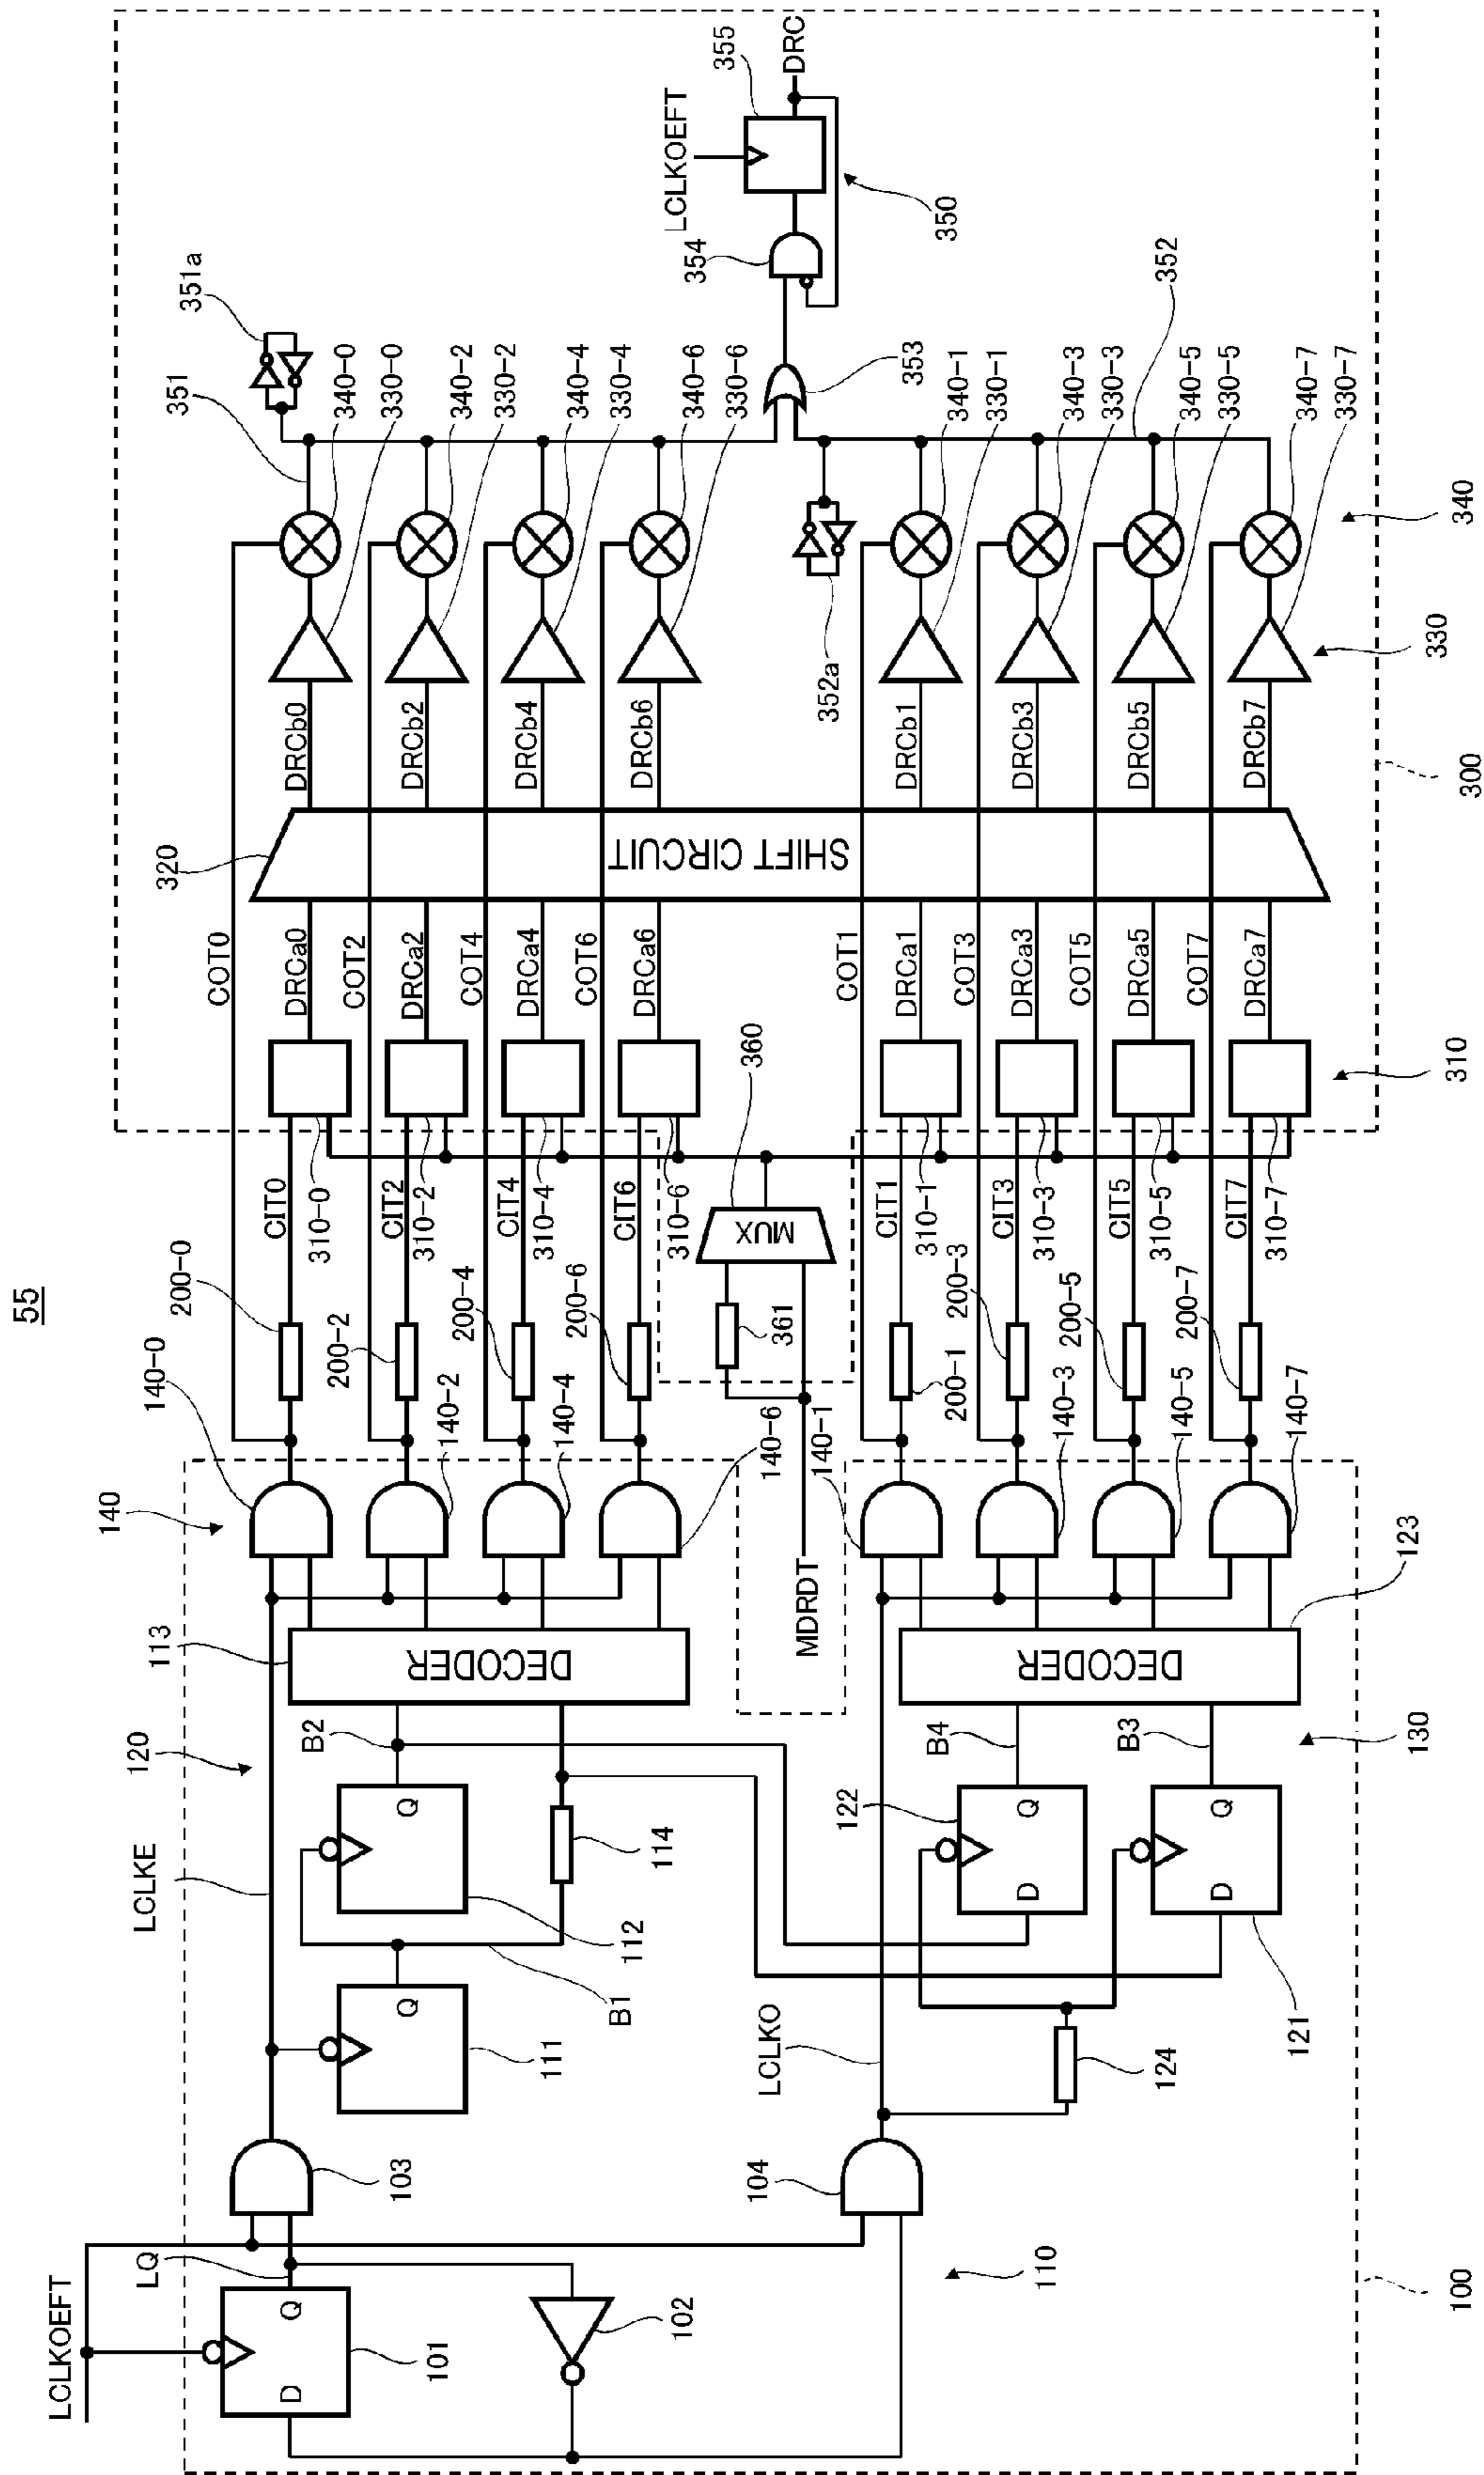 55
LCLKOEFT
LQ
D
Q
101
102
103
104
110
100
LCLKE
LCLKO
120
Q
111
B1
Q
112
B2
114
113
DECODER
124
D
Q
122
D
Q
121
B4
B3
130
123
DECODER
MDRDT
140
140-0
140-2
140-4
140-6
140-1
140-3
140-5
140-7
200-0
200-2
200-4
200-6
200-1
200-3
200-5
200-7
361
MUX
360
CIT0
CIT2
CIT4
CIT6
CIT1
CIT3
CIT5
CIT7
310-0
310-2
310-4
310-6
310-1
310-3
310-5
310-7
310
COT0
DRCa0
COT2
DRCa2
COT4
DRCa4
COT6
DRCa6
COT1
DRCa1
COT3
DRCa3
COT5
DRCa5
COT7
DRCa7
320
SHIFT CIRCUIT
DRCb0
DRCb2
DRCb4
DRCb6
DRCb1
DRCb3
DRCb5
DRCb7
300
330
340
352a
351
351a
340-0
330-0
340-2
330-2
340-4
330-4
340-6
330-6
353
340-1
330-1
340-3
330-3
340-5
330-5
340-7
330-7
352
354
LCLKOEFT
355
350
DRC